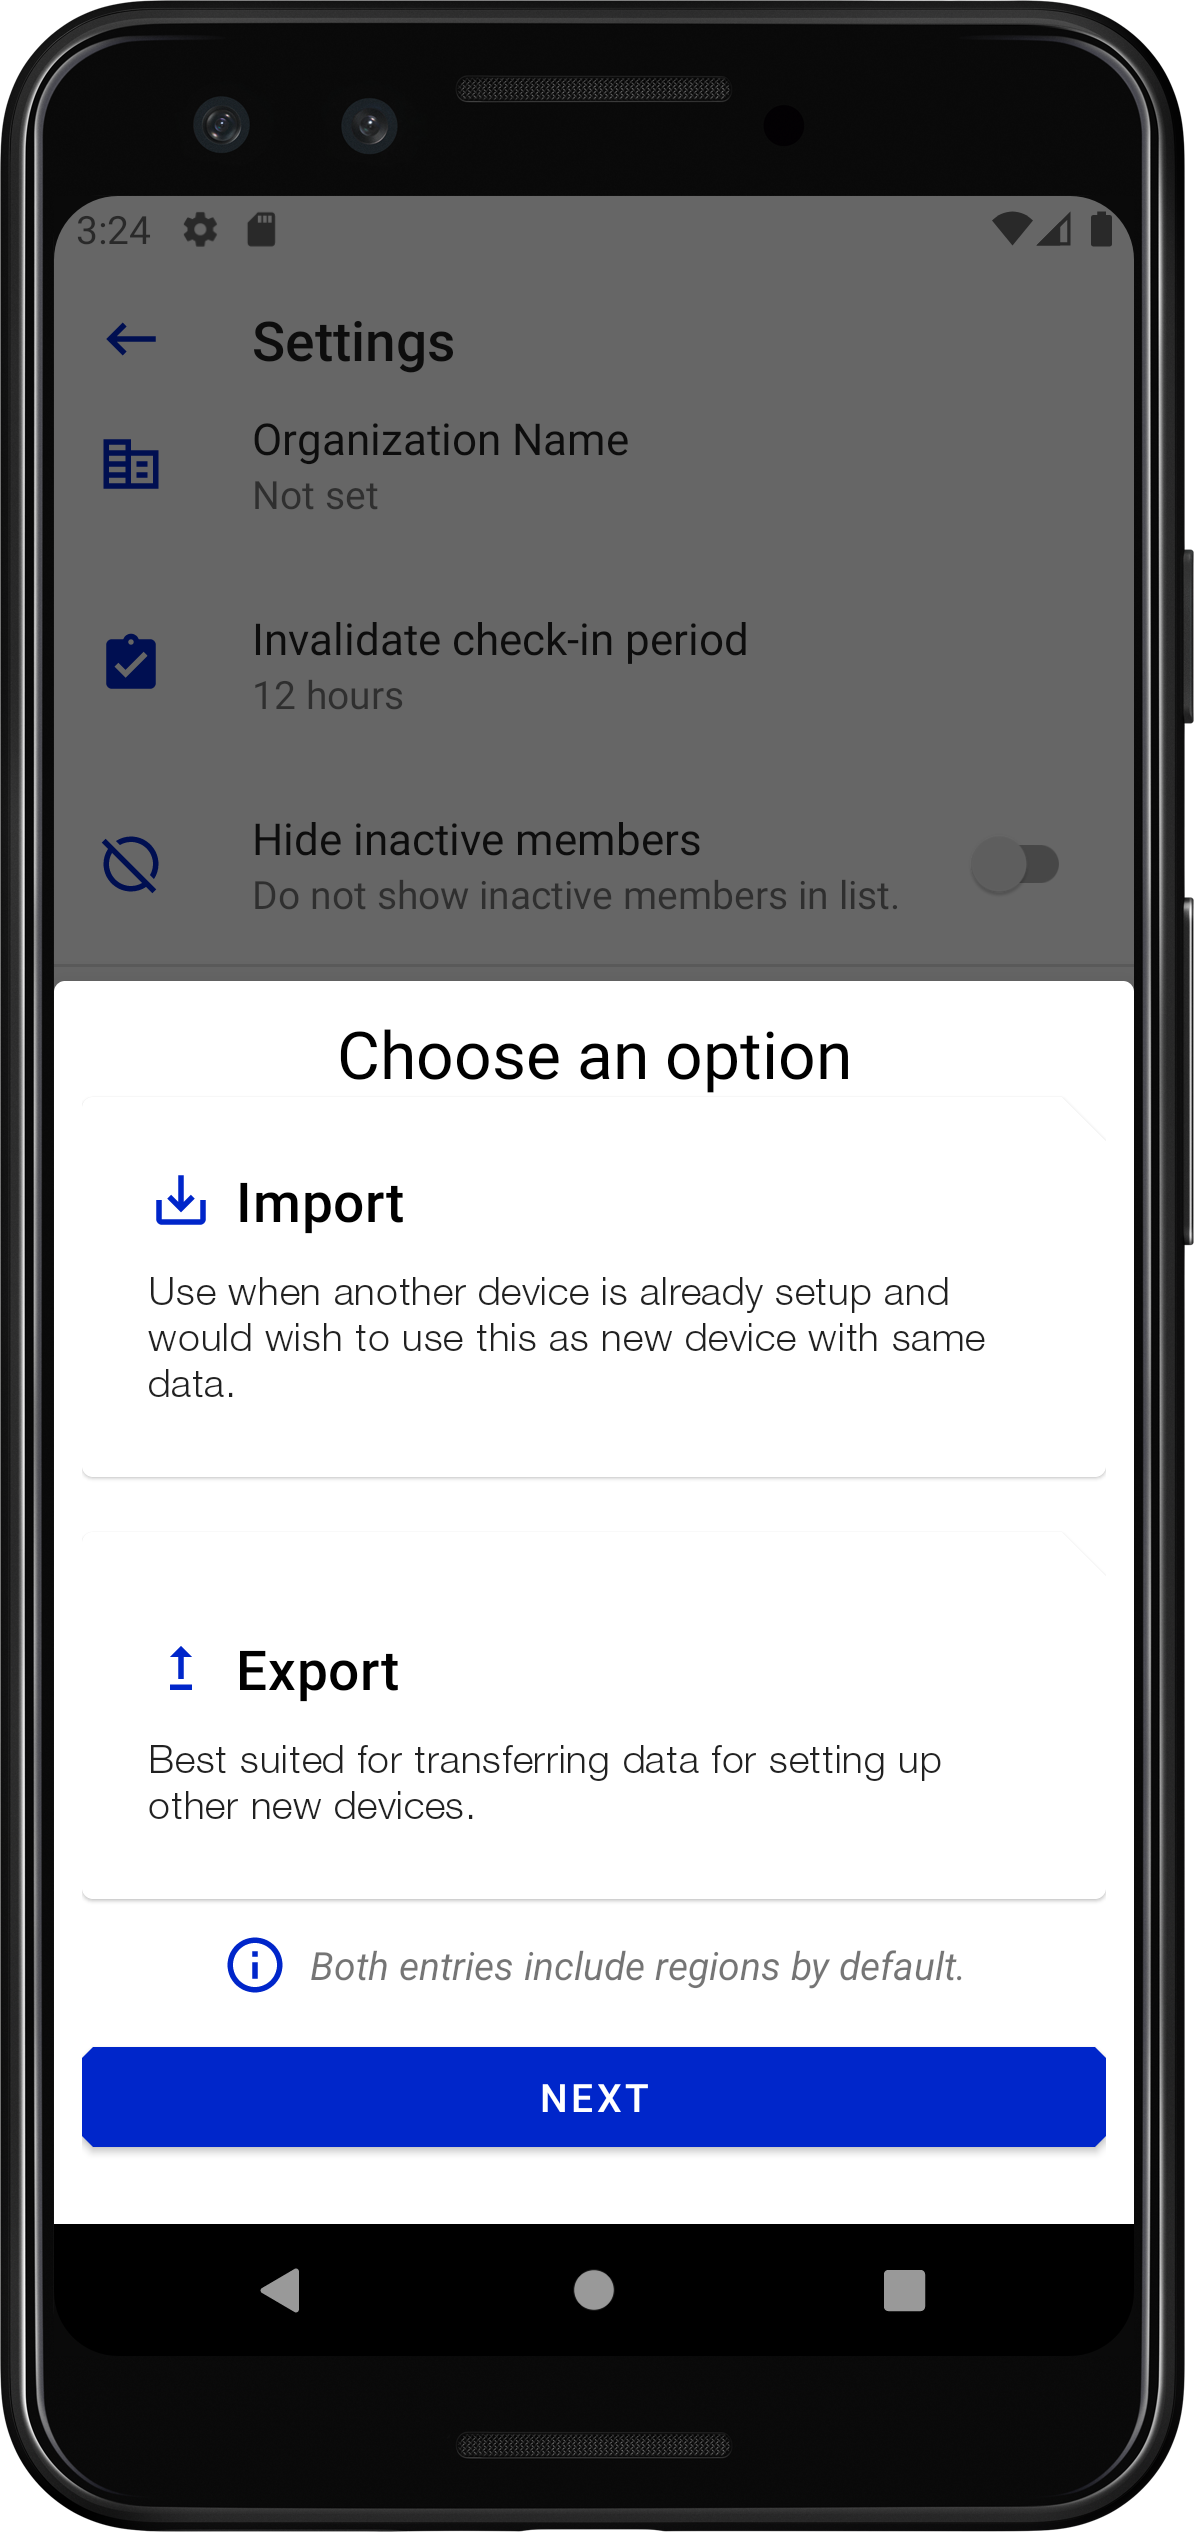 3:24
Settings
Organization Name
Not set
Invalidate check-in period
12 hours
Hide inactive members
Do not show inactive members in list.
Choose an option
Import
Use when another device is already setup and
would wish to use this as new device with same
data.
Export
Best suited for transferring data for setting up
other new devices.
Both entries include regions by default.
NEXT